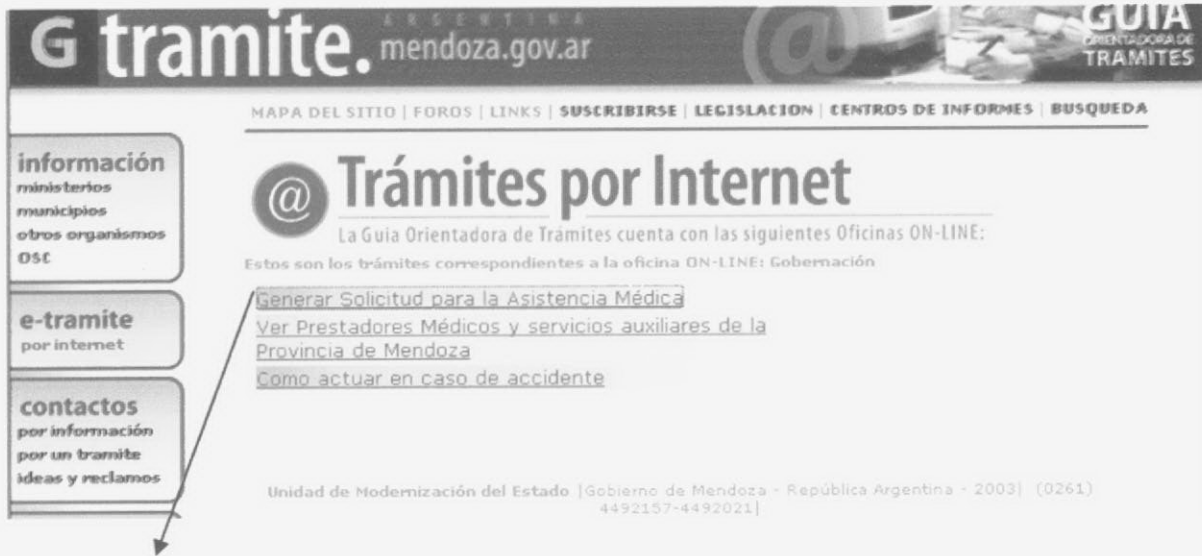 ARGENTINA
G tramite. mendoza.gov.ar
GUIA
ORIENTADORA DE
TRAMITES
MAPA DEL SITIO | FOROS | LINKS | SUSCRIBIRSE | LEGISLACION | CENTROS DE INFORMES | BUSQUEDA
información
ministerios
municipios
otros organismos
OSC
e-tramite
por internet
contactos
por información
por un tramite
ideas y reclamos
@ Trámites por Internet
La Guia Orientadora de Trámites cuenta con las siguientes Oficinas ON-LINE:
Estos son los trámites correspondientes a la oficina ON-LINE: Gobernación
Generar Solicitud para la Asistencia Médica
Ver Prestadores Médicos y servicios auxiliares de la
Provincia de Mendoza
Como actuar en caso de accidente
Unidad de Modernización del Estado |Gobierno de Mendoza - República Argentina - 2003| (0261)
4492157-4492021|